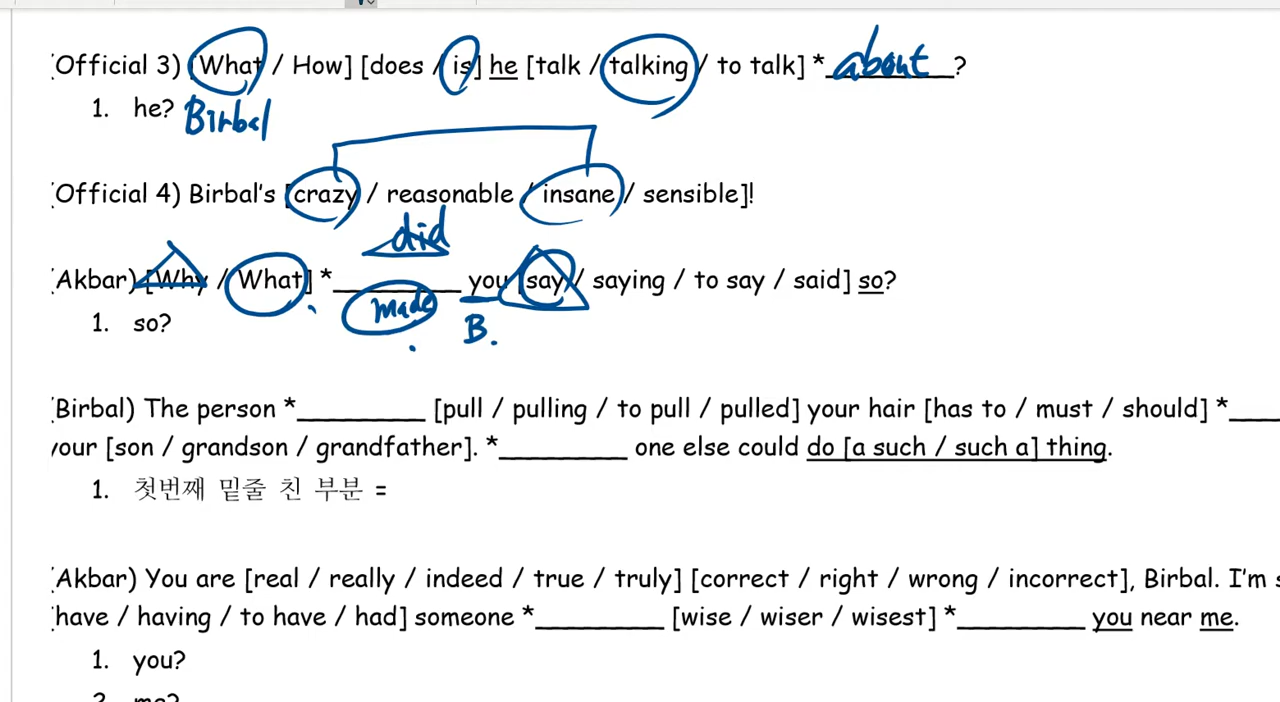 (Official 3) [What / How] [does / is] he [talk / talking / to talk] *about?
1. he? Birbal
(Official 4) Birbal's [crazy / reasonable / insane / sensible]!
did
(Akbar) [Why / What] *_________ you [say / saying / to say / said] so?
made
B.
1. so?
(Birbal) The person *_________ [pull / pulling / to pull / pulled] your hair [has to / must / should] *____
your [son / grandson / grandfather]. *_________ one else could do [a such / such a] thing.
1. 첫번째 밑줄 친 부분 =
(Akbar) You are [real / really / indeed / true / truly] [correct / right / wrong / incorrect], Birbal. I'm s
[have / having / to have / had] someone *_________ [wise / wiser / wisest] *_________ you near me.
1. you?
2. me?